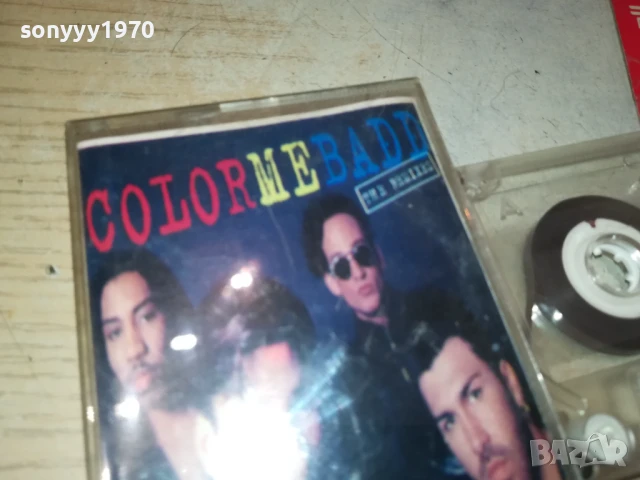 sonyyy1970
COLORMEBADD
THE REMIXES
A
bazar